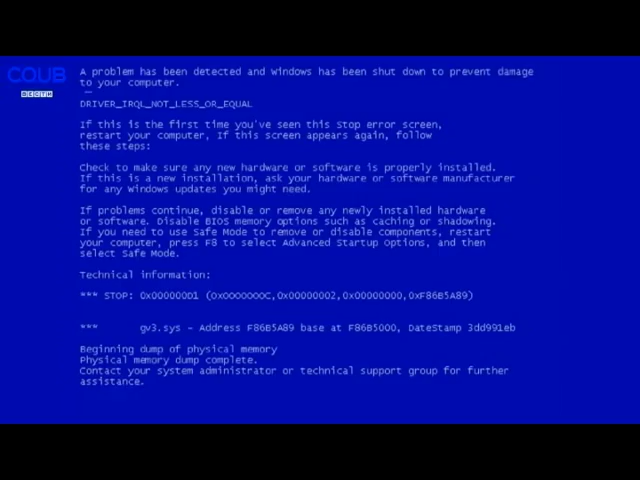 COUB
ВЕСТИ
A problem has been detected and Windows has been shut down to prevent damage
to your computer.
DRIVER_IRQL_NOT_LESS_OR_EQUAL
If this is the first time you've seen this Stop error screen,
restart your computer, If this screen appears again, follow
these steps:
Check to make sure any new hardware or software is properly installed.
If this is a new installation, ask your hardware or software manufacturer
for any Windows updates you might need.
If problems continue, disable or remove any newly installed hardware
or software. Disable BIOS memory options such as caching or shadowing.
If you need to use Safe Mode to remove or disable components, restart
your computer, press F8 to select Advanced Startup Options, and then
select Safe Mode.
Technical information:
*** STOP: 0x000000D1 (0x0000000C,0x00000002,0x00000000,0xF86B5A89)
*** gv3.sys - Address F86B5A89 base at F86B5000, DateStamp 3dd991eb
Beginning dump of physical memory
Physical memory dump complete.
Contact your system administrator or technical support group for further
assistance.